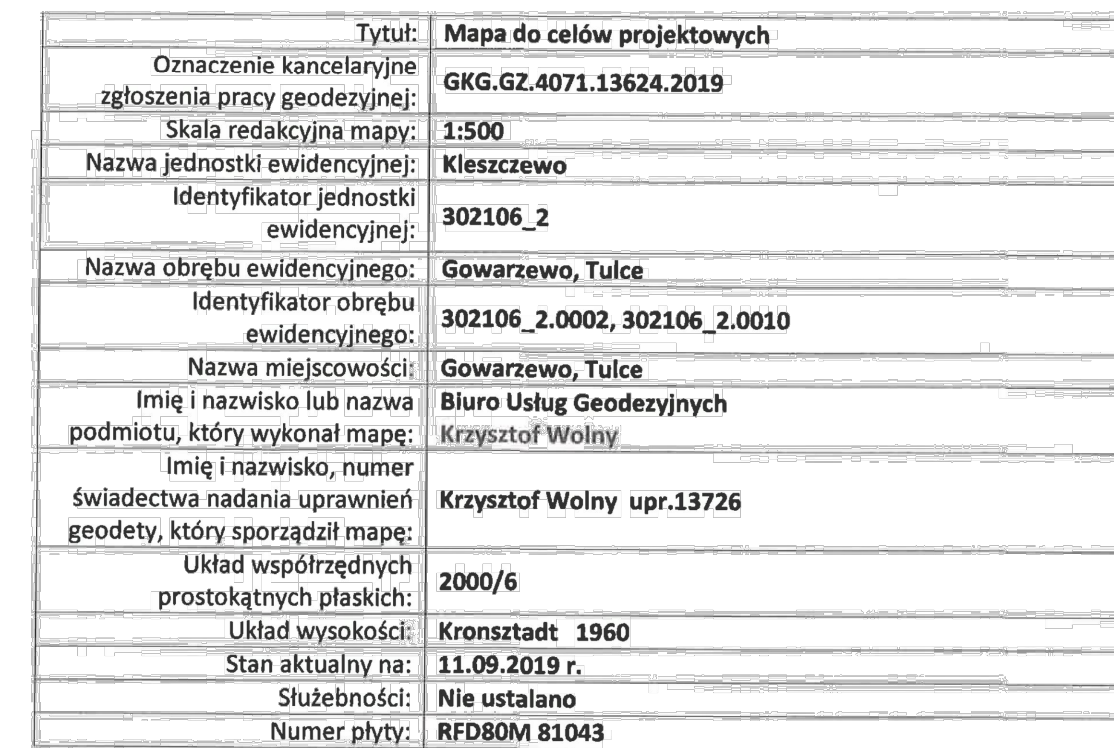 Tytuł: Mapa do celów projektowych
Oznaczenie kancelaryjne
zgłoszenia pracy geodezyjnej: GKG.GZ.4071.13624.2019
Skala redakcyjna mapy: 1:500
Nazwa jednostki ewidencyjnej: Kleszczewo
Identyfikator jednostki
ewidencyjnej: 302106_2
Nazwa obrębu ewidencyjnego: Gowarzewo, Tulce
Identyfikator obrębu
ewidencyjnego: 302106_2.0002, 302106_2.0010
Nazwa miejscowości: Gowarzewo, Tulce
Imię i nazwisko lub nazwa Biuro Usług Geodezyjnych
podmiotu, który wykonał mapę: Krzysztof Wolny
Imię i nazwisko, numer
świadectwa nadania uprawnień Krzysztof Wolny upr.13726
geodety, który sporządził mapę:
Układ współrzędnych
prostokątnych płaskich: 2000/6
Układ wysokości: Kronsztadt 1960
Stan aktualny na: 11.09.2019 r.
Służebności: Nie ustalano
Numer płyty: RFD80M 81043